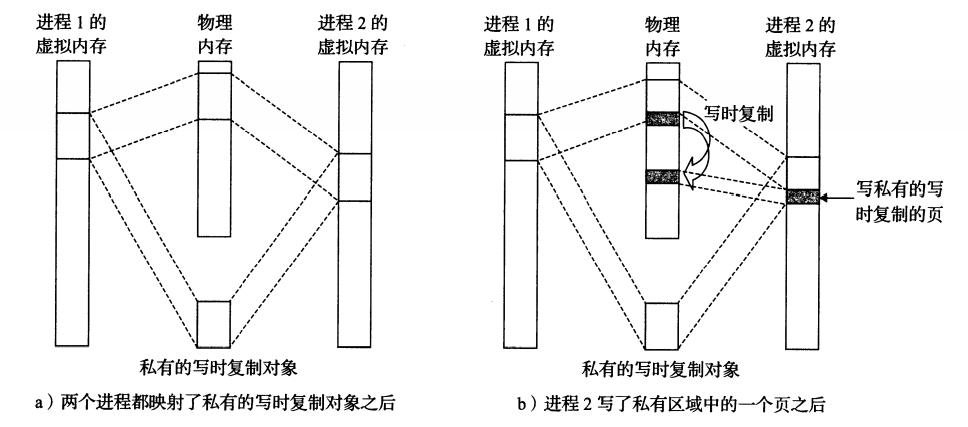 进程 1 的
虚拟内存
物理
内存
进程 2 的
虚拟内存
私有的写时复制对象
a）两个进程都映射了私有的写时复制对象之后
进程 1 的
虚拟内存
物理
内存
进程 2 的
虚拟内存
写时复制
写私有的写
时复制的页
私有的写时复制对象
b）进程 2 写了私有区域中的一个页之后